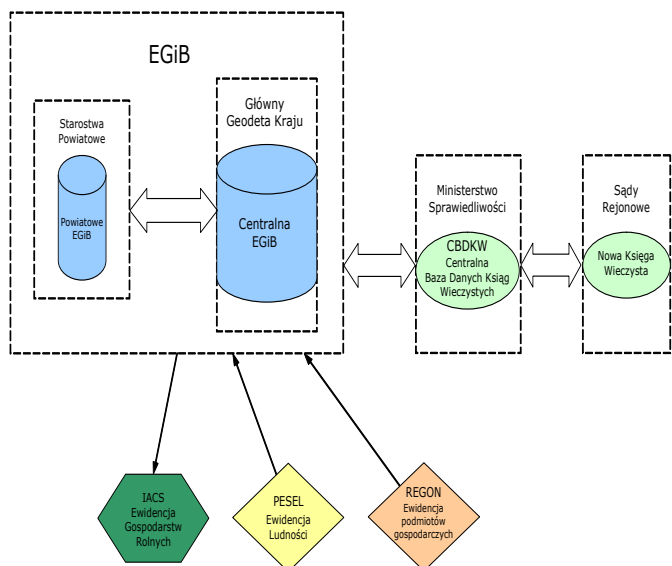 EGiB
Starostwa
Powiatowe
Powiatowe
EGiB
Główny
Geodeta Kraju
Centralna
EGiB
Ministerstwo
Sprawiedliwości
CBDKW
Centralna
Baza Danych Ksiąg
Wieczystych
Sądy
Rejonowe
Nowa Księga
Wieczysta
IACS
Ewidencja
Gospodarstw
Rolnych
PESEL
Ewidencja
Ludności
REGON
Ewidencja
podmiotów
gospodarczych